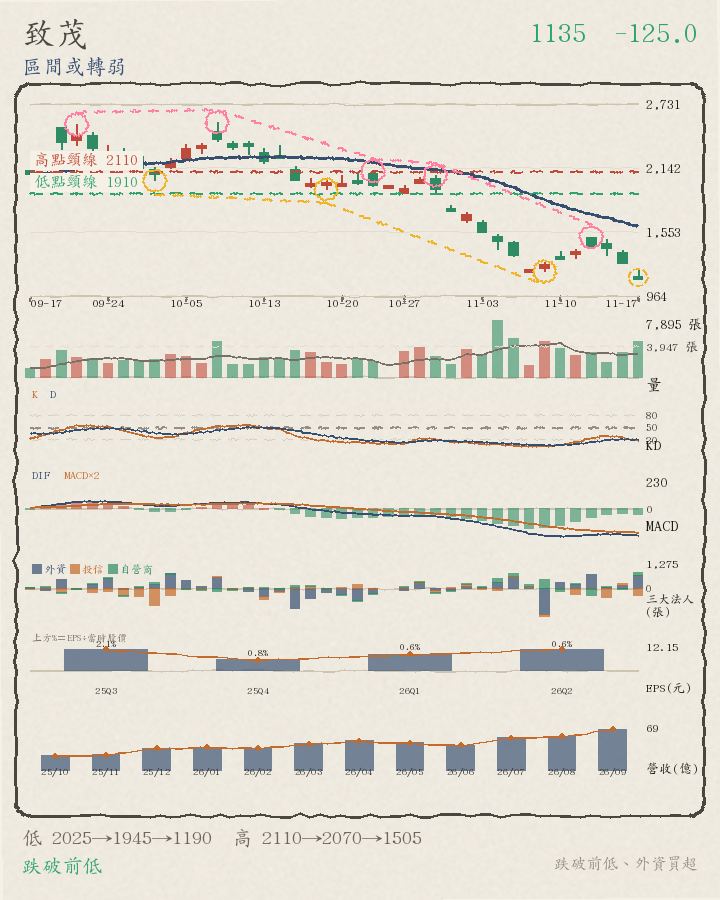 致茂
1135 -125.0
區間或轉弱
2,731
高點頸線 2110
2,142
低點頸線 1910
1,553
964
09-17 09-24 10-05 10-13 10-20 10-27 11-03 11-10 11-17
7,895 張
3,947 張
量
K D
80
50
20
KD
DIF MACD×2
230
0
MACD
1,275
外資 投信 自營商
0
三大法人
(張)
上方%=EPS÷當時股價
2.1% 0.8% 0.6% 0.6%
12.15
25Q3 25Q4 26Q1 26Q2
EPS(元)
69
25/10 25/11 25/12 26/01 26/02 26/03 26/04 26/05 26/06 26/07 26/08 26/09
營收(億)
低 2025→1945→1190 高 2110→2070→1505
跌破前低
跌破前低、外資買超